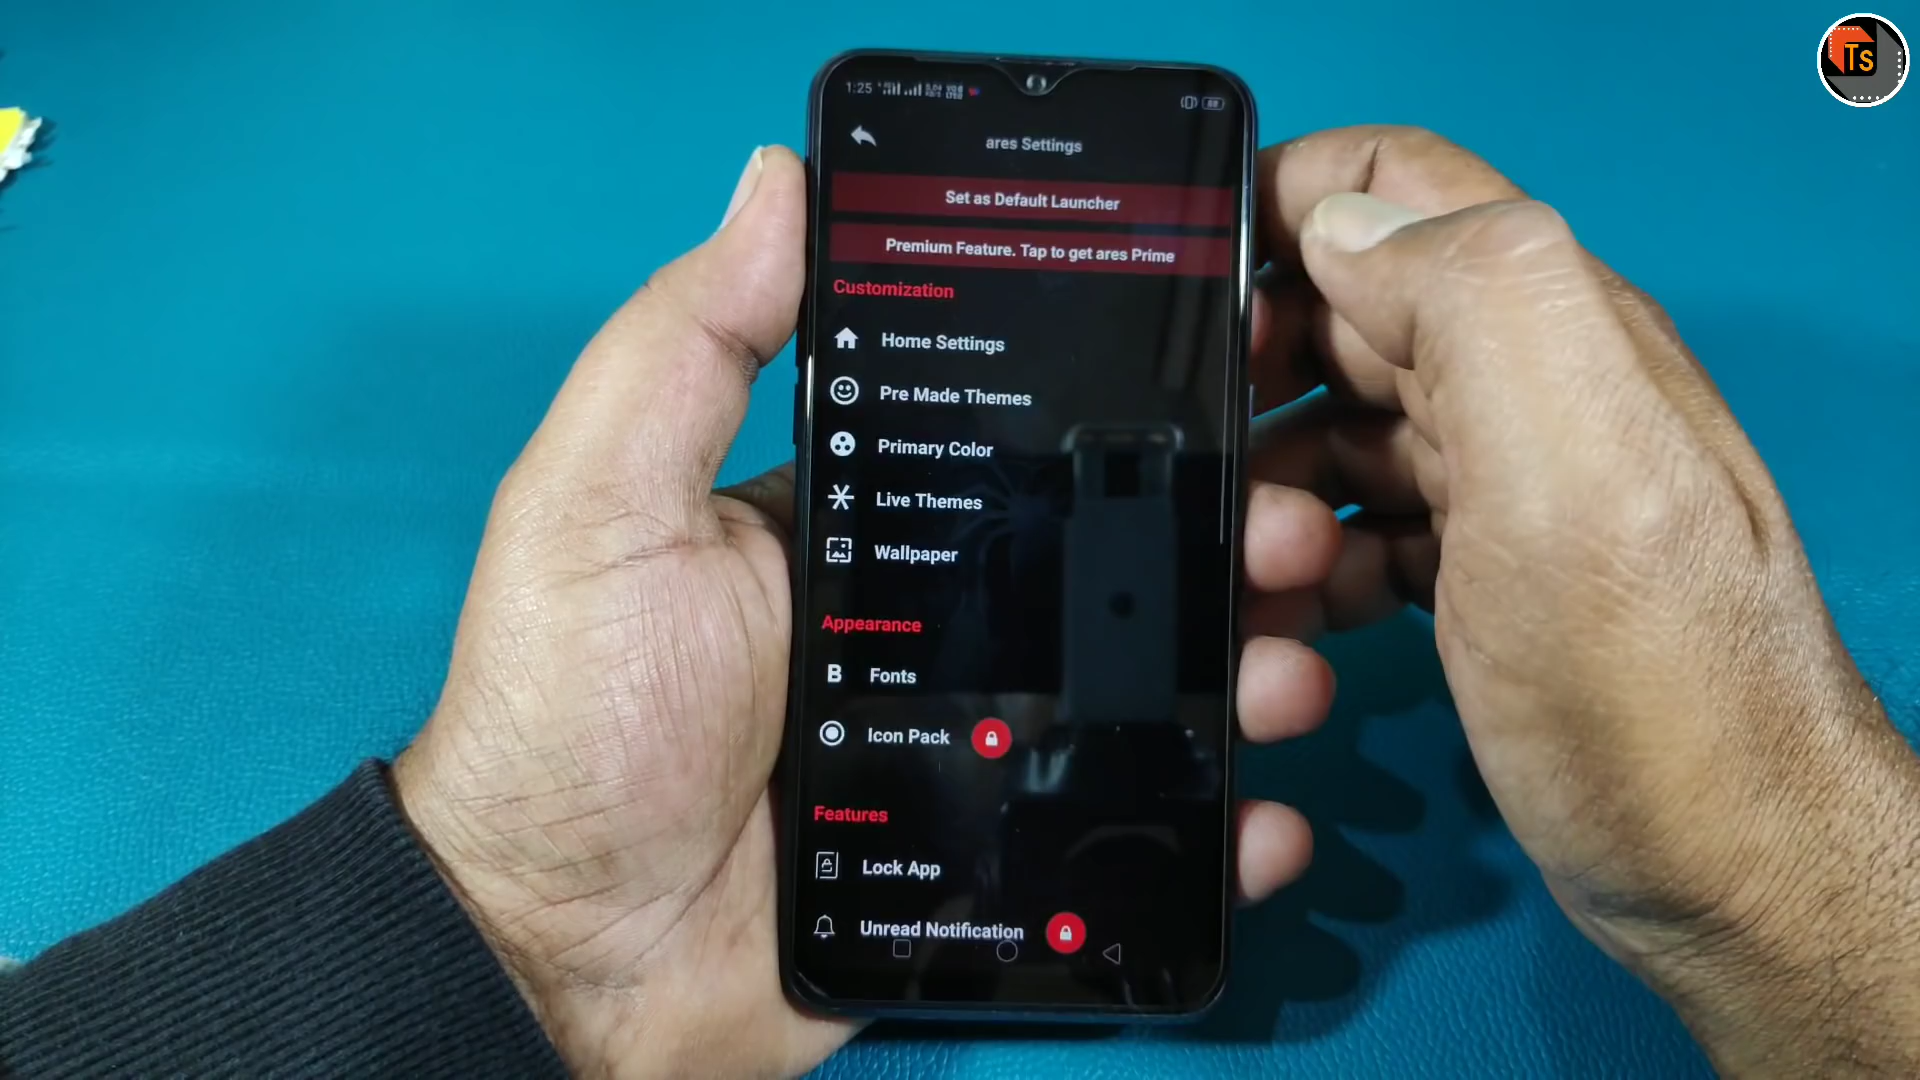 Ts
1:25
ares Settings
Set as Default Launcher
Premium Feature. Tap to get ares Prime
Customization
Home Settings
Pre Made Themes
Primary Color
Live Themes
Wallpaper
Appearance
B Fonts
Icon Pack
Features
Lock App
Unread Notification